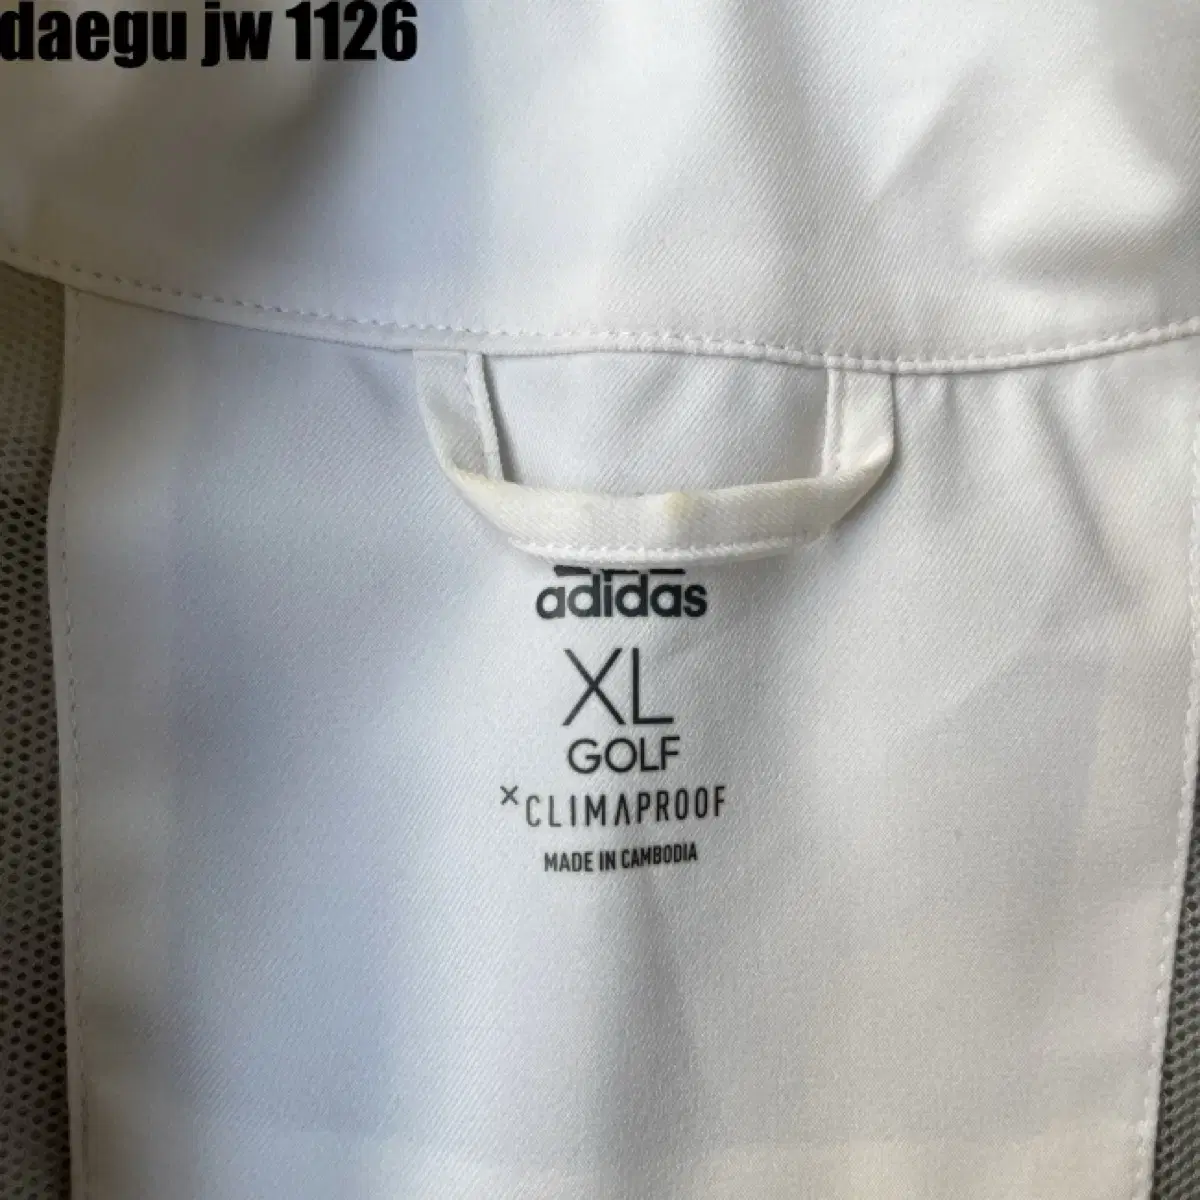 daegu jw 1126
adidas
XL
GOLF
×CLIMAPROOF
MADE IN CAMBODIA